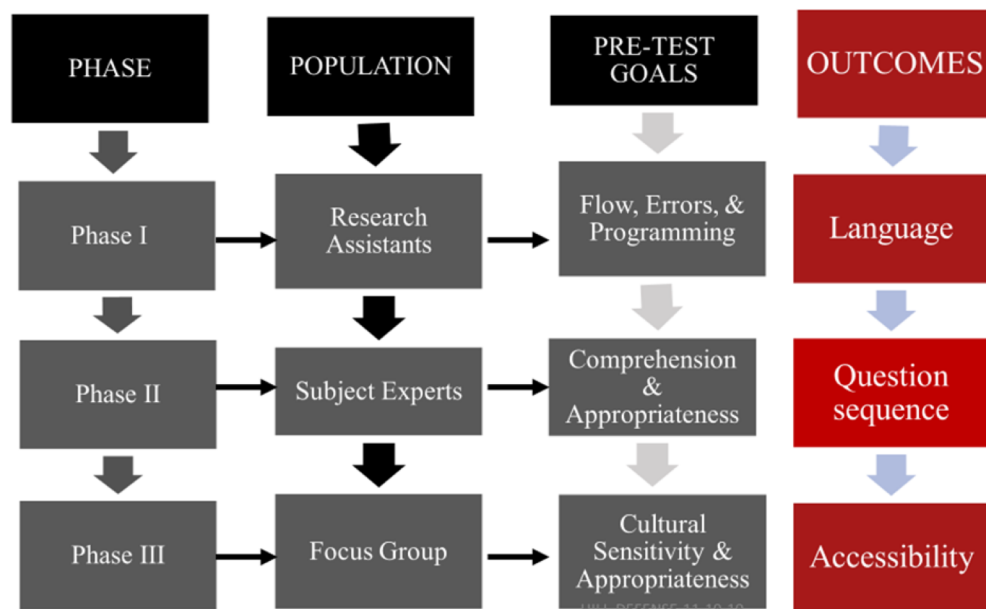 PHASE
POPULATION
PRE-TEST
GOALS
OUTCOMES
Phase I
Research
Assistants
Flow, Errors, &
Programming
Language
Phase II
Subject Experts
Comprehension
&
Appropriateness
Question
sequence
Phase III
Focus Group
Cultural
Sensitivity &
Appropriateness
Accessibility